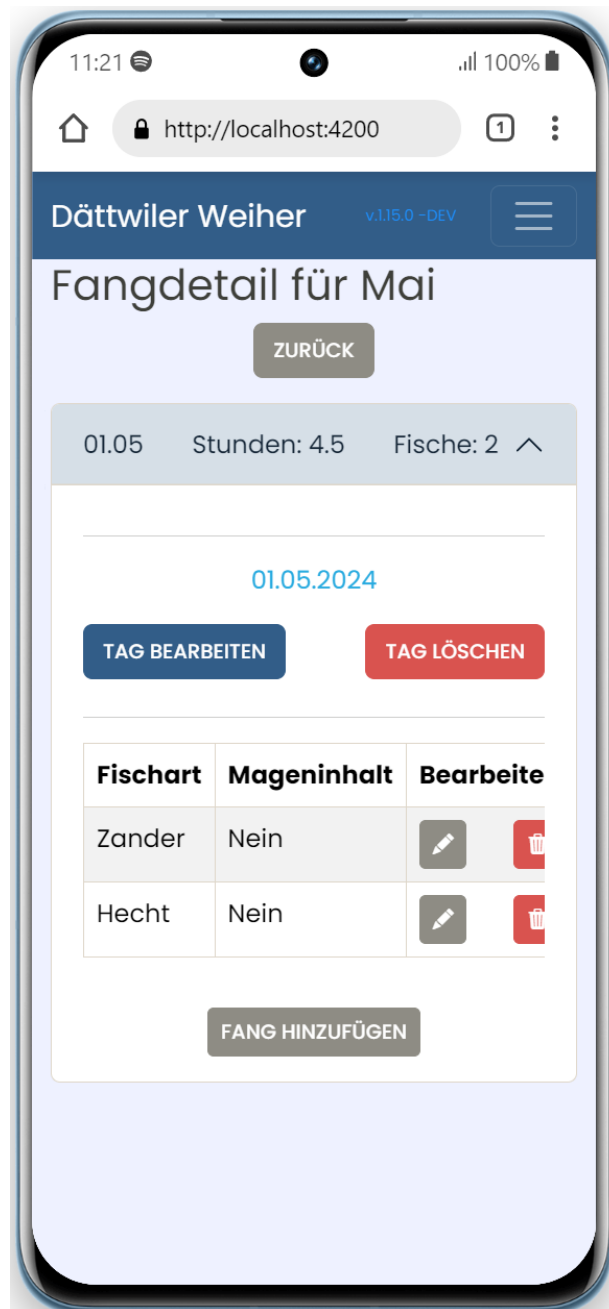 11:21 100%
http://localhost:4200 1
Dättwiler Weiher v.1.15.0 -DEV
Fangdetail für Mai
ZURÜCK
01.05 Stunden: 4.5 Fische: 2
01.05.2024
TAG BEARBEITEN TAG LÖSCHEN
Fischart Mageninhalt Bearbeite
Zander Nein
Hecht Nein
FANG HINZUFÜGEN